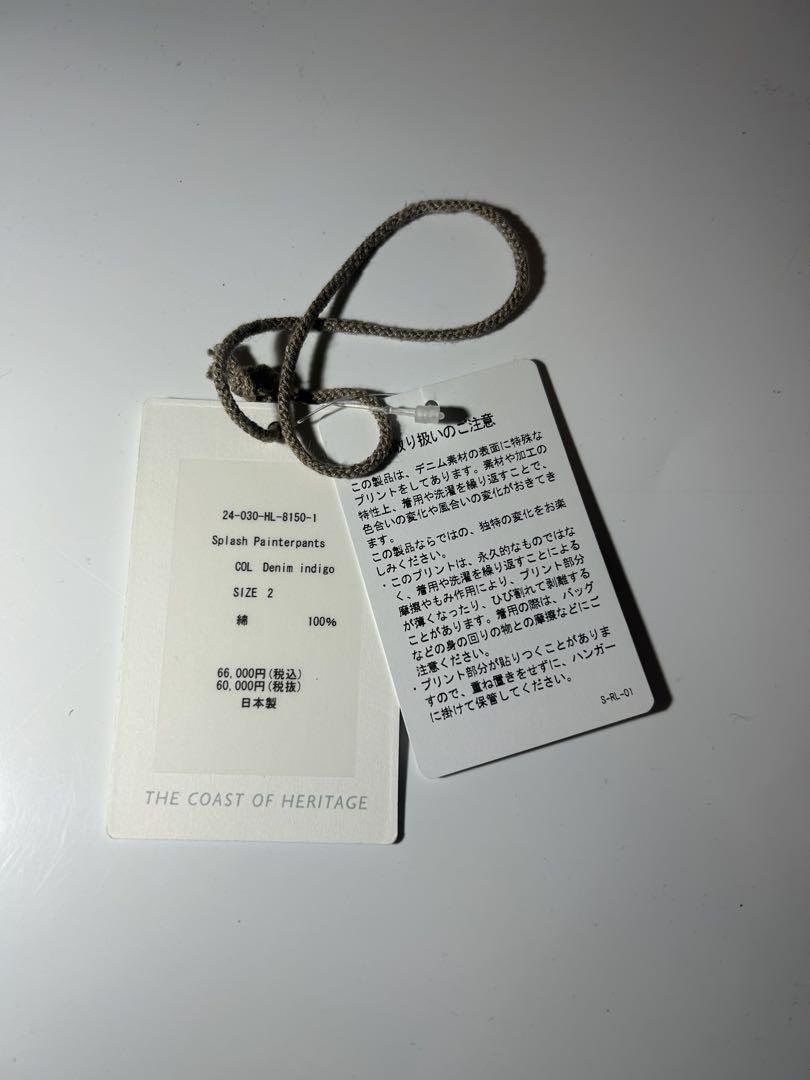 24-030-HL-8150-1
Splash Painterpants
COL Denim indigo
SIZE 2
綿 100%
66,000円(税込)
60,000円(税抜)
日本製
THE COAST OF HERITAGE
取り扱いのご注意
この製品は、デニム素材の表面に特殊な
プリントをしてあります。素材や加工の
特性上、着用や洗濯を繰り返すことで、
色合いの変化や風合いの変化がおきてき
ます。
この製品ならではの、独特の変化をお楽
しみください。
・このプリントは、永久的なものではな
く、着用や洗濯を繰り返すことによる
摩擦やもみ作用により、プリント部分
が薄くなったり、ひび割れて剥離する
ことがあります。着用の際は、バッグ
などの身の回りの物との摩擦などにご
注意ください。
・プリント部分が貼りつくことがありま
すので、重ね置きをせずに、ハンガー
に掛けて保管してください。
S-RL-01